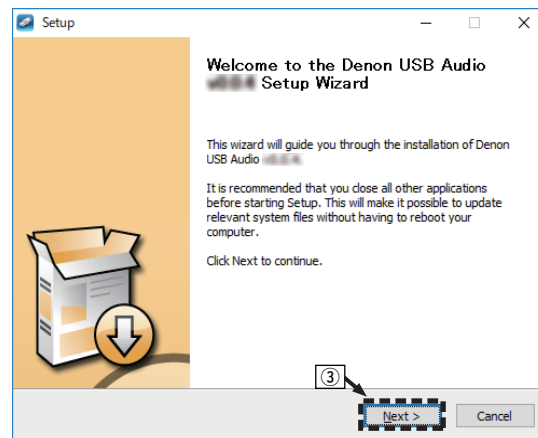 Setup
Welcome to the Denon USB Audio
Setup Wizard
This wizard will guide you through the installation of Denon
USB Audio
It is recommended that you close all other applications
before starting Setup. This will make it possible to update
relevant system files without having to reboot your
computer.
Click Next to continue.
③
Next >
Cancel